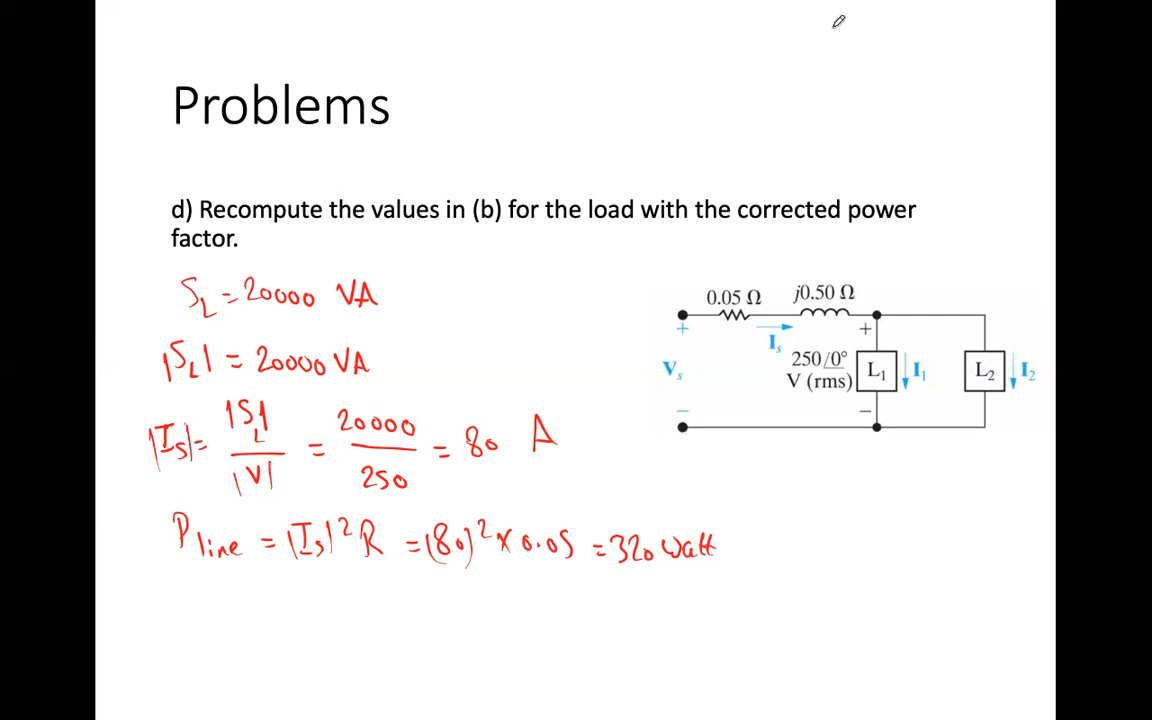 Problems
d) Recompute the values in (b) for the load with the corrected power
factor.
S_L = 20000 VA
|S_L| = 20000 VA
|I_s| = |S_L| / |V| = 20000 / 250 = 80 A
P_line = |I_s|² R = (80)² × 0.05 = 320 watt
0.05 Ω j0.50 Ω
+ I_s +
V_s 250/0° L_1 I_1 L_2 I_2
V (rms)
− −